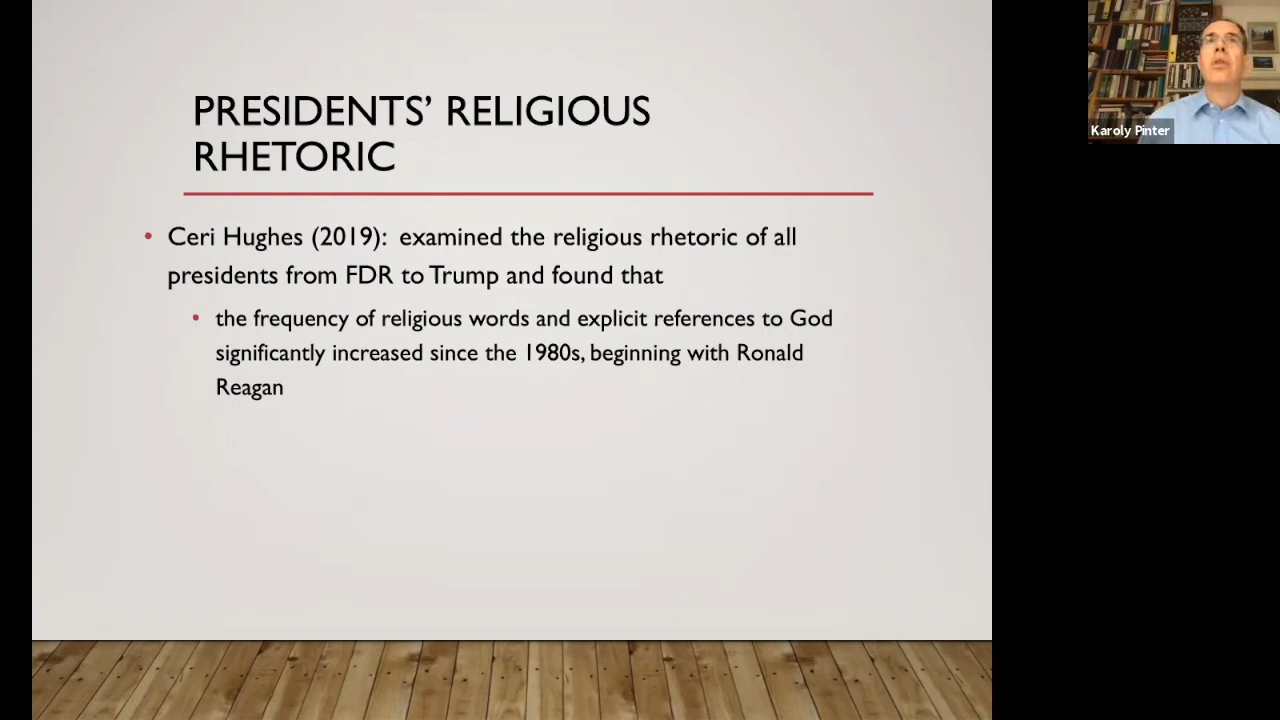 PRESIDENTS' RELIGIOUS
RHETORIC
• Ceri Hughes (2019): examined the religious rhetoric of all
presidents from FDR to Trump and found that
• the frequency of religious words and explicit references to God
significantly increased since the 1980s, beginning with Ronald
Reagan
Karoly Pinter